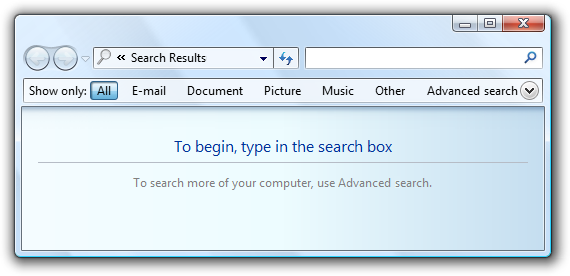 « Search Results
Show only: All E-mail Document Picture Music Other Advanced search
To begin, type in the search box
To search more of your computer, use Advanced search.